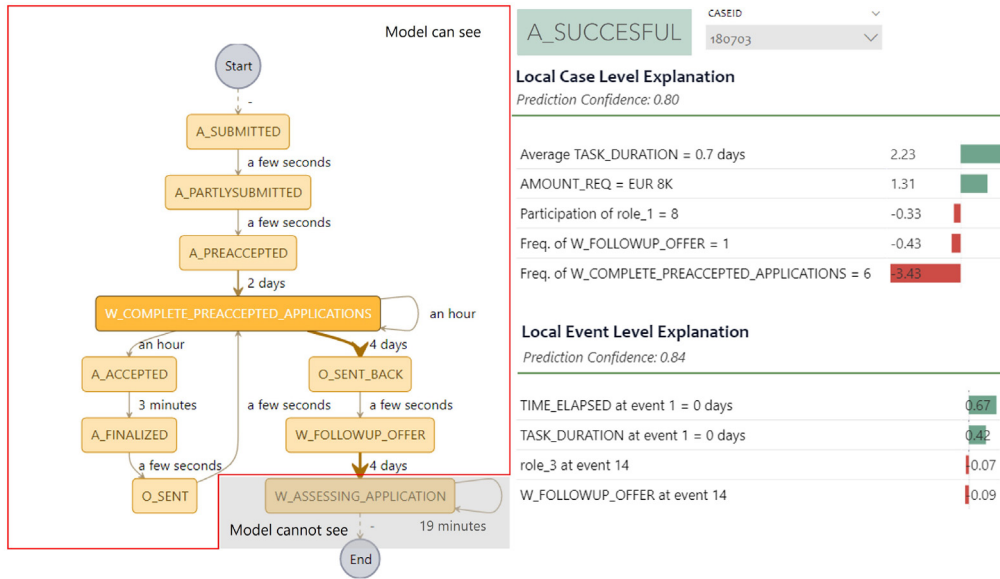 Model can see
Start
-
A_SUBMITTED
a few seconds
A_PARTLYSUBMITTED
a few seconds
A_PREACCEPTED
2 days
W_COMPLETE_PREACCEPTED_APPLICATIONS
an hour
an hour
4 days
A_ACCEPTED
O_SENT_BACK
3 minutes
a few seconds
a few seconds
A_FINALIZED
W_FOLLOWUP_OFFER
a few seconds
4 days
O_SENT
W_ASSESSING_APPLICATION
Model cannot see
-
19 minutes
End
A_SUCCESFUL
CASEID
180703
Local Case Level Explanation
Prediction Confidence: 0.80
Average TASK_DURATION = 0.7 days 2.23
AMOUNT_REQ = EUR 8K 1.31
Participation of role_1 = 8 -0.33
Freq. of W_FOLLOWUP_OFFER = 1 -0.43
Freq. of W_COMPLETE_PREACCEPTED_APPLICATIONS = 6 -3.43
Local Event Level Explanation
Prediction Confidence: 0.84
TIME_ELAPSED at event 1 = 0 days 0.67
TASK_DURATION at event 1 = 0 days 0.42
role_3 at event 14 -0.07
W_FOLLOWUP_OFFER at event 14 -0.09